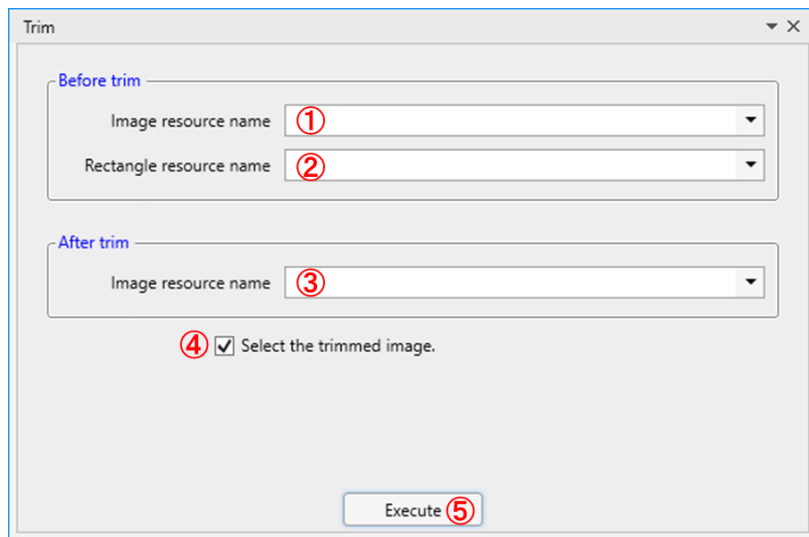 Trim
Before trim
Image resource name ①
Rectangle resource name ②
After trim
Image resource name ③
④ Select the trimmed image.
Execute ⑤